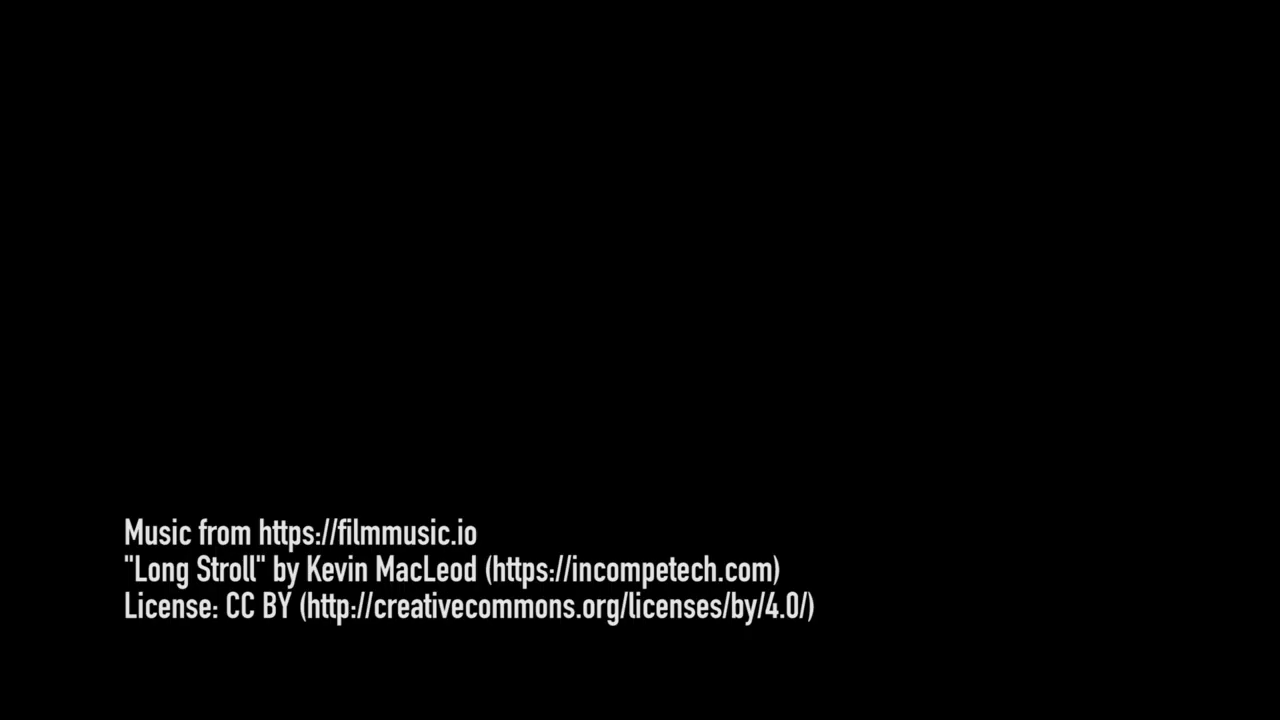 Music from https://filmmusic.io
"Long Stroll" by Kevin MacLeod (https://incompetech.com)
License: CC BY (http://creativecommons.org/licenses/by/4.0/)